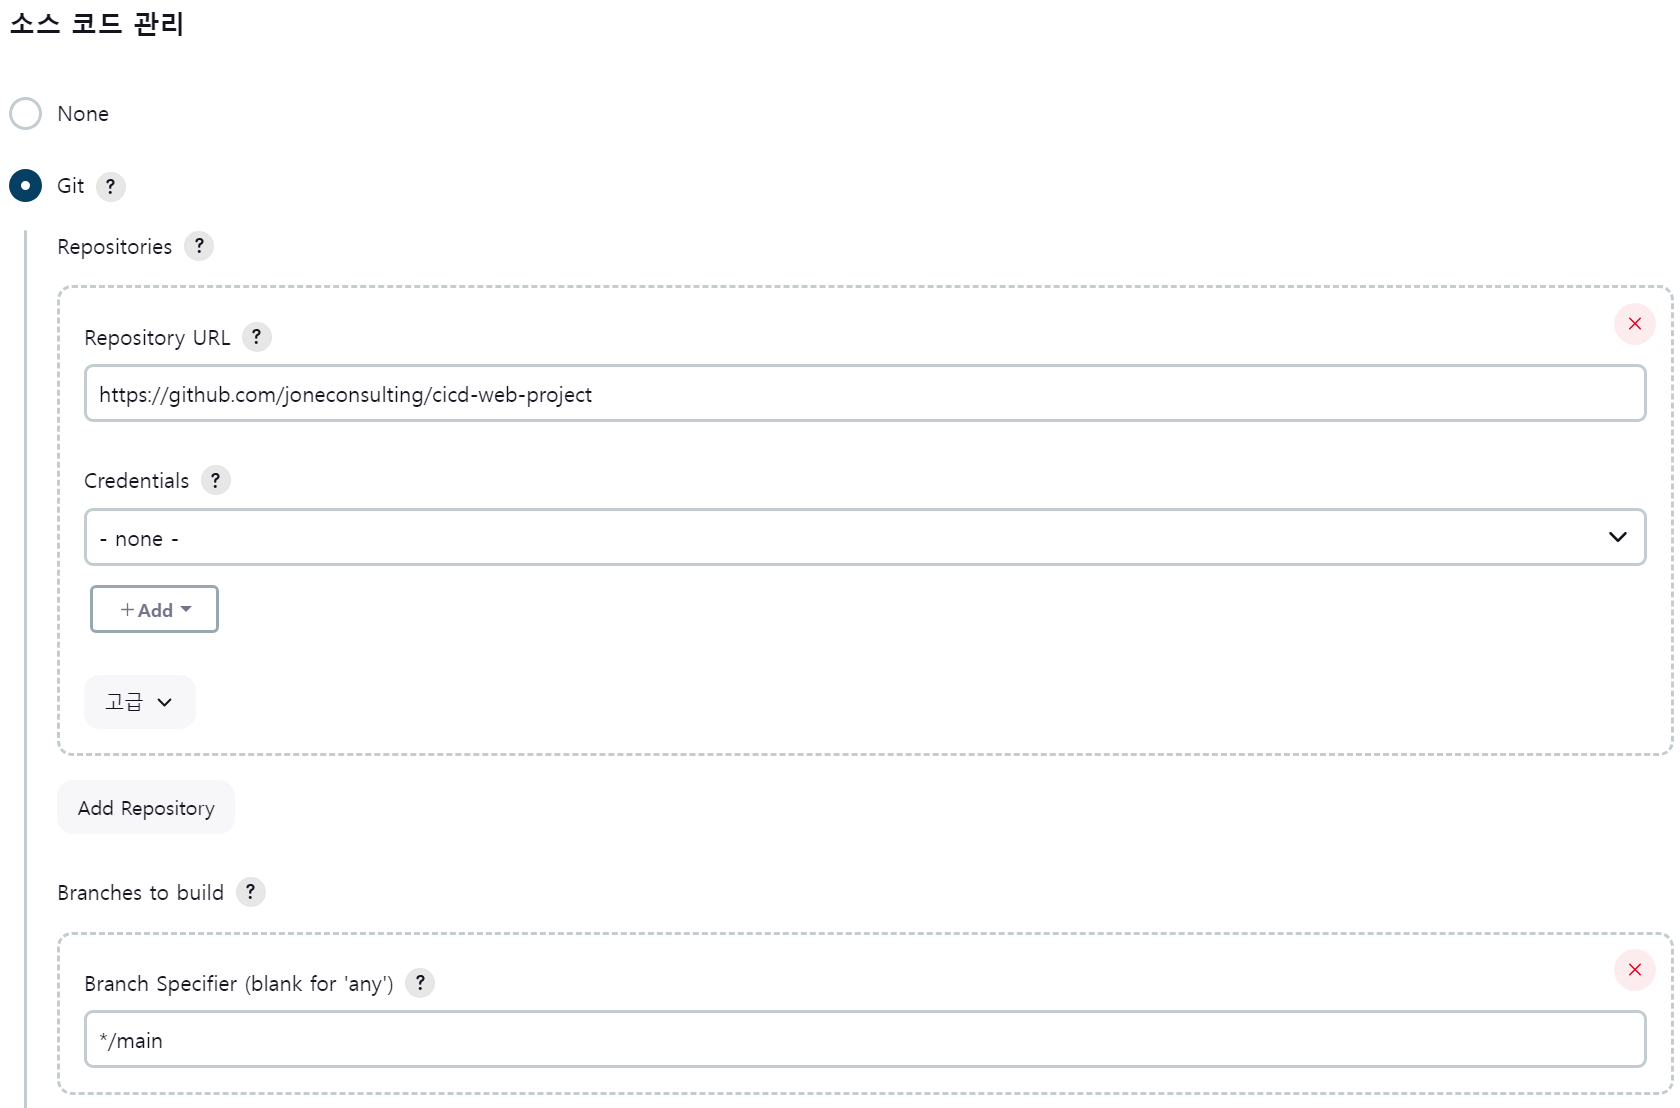 소스 코드 관리
None
Git ?
Repositories ?
Repository URL ?
https://github.com/joneconsulting/cicd-web-project
Credentials ?
- none -
+ Add
고급
Add Repository
Branches to build ?
Branch Specifier (blank for 'any') ?
*/main